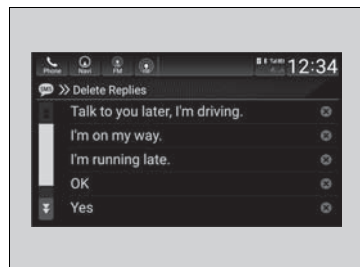 Phone Navi FM 12:34
SMS Delete Replies
Talk to you later, I'm driving.
I'm on my way.
I'm running late.
OK
Yes